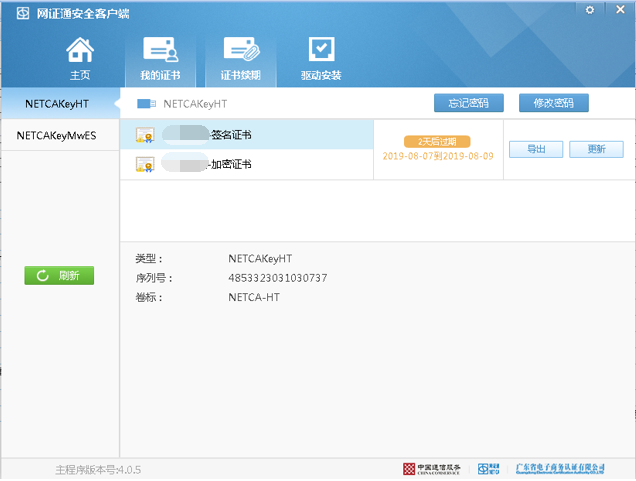 网证通安全客户端
主页
我的证书
证书续期
驱动安装
NETCAKeyHT
NETCAKeyMwES
刷新
NETCAKeyHT
忘记密码
修改密码
-签名证书
-加密证书
2天后过期
2019-08-07到2019-08-09
导出
更新
类型：
NETCAKeyHT
序列号：
4853323031030737
卷标：
NETCA-HT
主程序版本号:4.0.5
中国通信服务
CHINA COMSERVICE
广东省电子商务认证有限公司